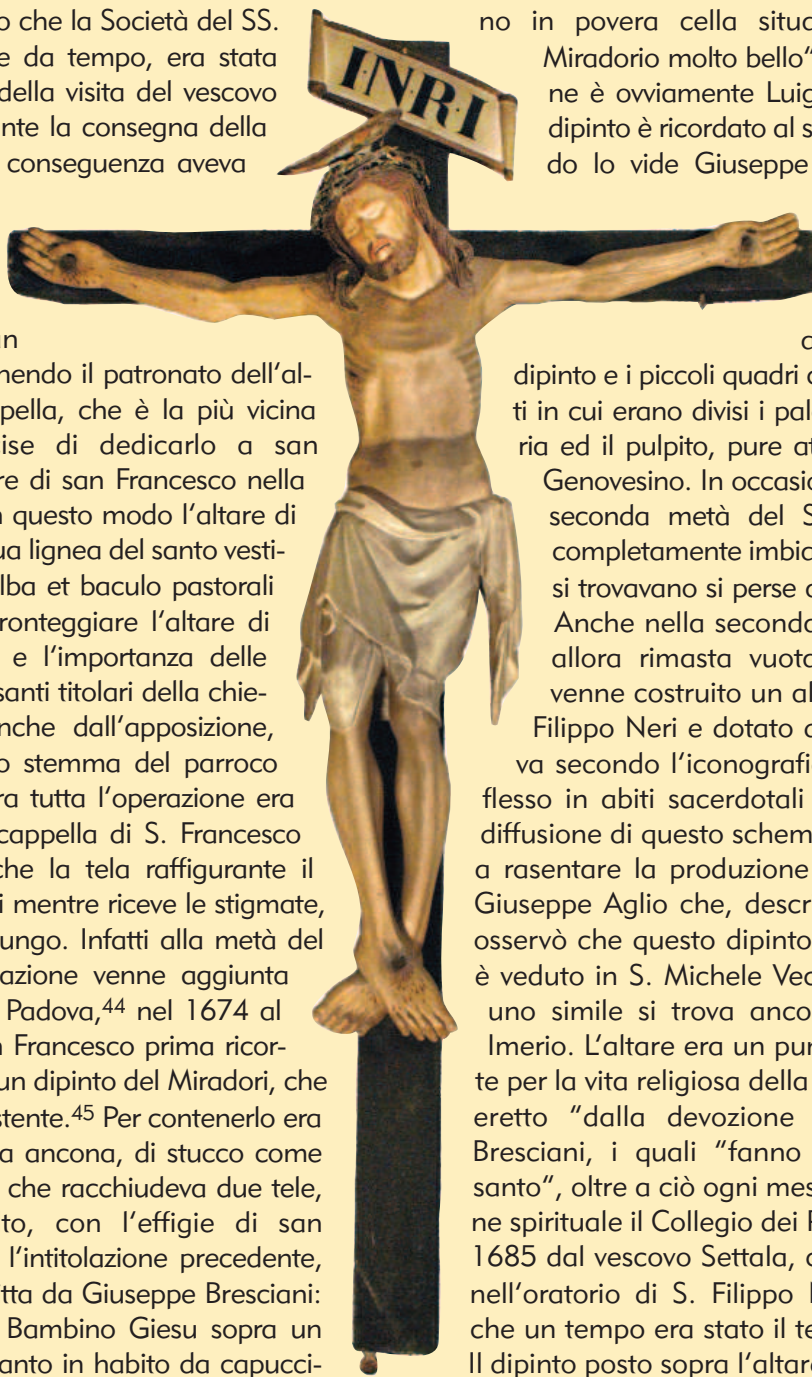 I·N·R·I
o che la Società del SS.
e da tempo, era stata
della visita del vescovo
nte la consegna della
conseguenza aveva
an
nendo il patronato dell'al-
pella, che è la più vicina
ise di dedicarlo a san
re di san Francesco nella
n questo modo l'altare di
ua lignea del santo vesti-
lba et baculo pastorali
ronteggiare l'altare di
e l'importanza delle
santi titolari della chie-
nche dall'apposizione,
o stemma del parroco
ra tutta l'operazione era
cappella di S. Francesco
che la tela raffigurante il
i mentre riceve le stigmate,
ungo. Infatti alla metà del
azione venne aggiunta
Padova,44 nel 1674 al
n Francesco prima ricor-
un dipinto del Miradori, che
stente.45 Per contenerlo era
a ancona, di stucco come
che racchiudeva due tele,
to, con l'effigie di san
l'intitolazione precedente,
tta da Giuseppe Bresciani:
Bambino Giesu sopra un
anto in habito da capucci-
no in povera cella situa
Miradorio molto bello"
ne è ovviamente Luig
dipinto è ricordato al s
do lo vide Giuseppe
c
dipinto e i piccoli quadri c
ti in cui erano divisi i pal
ria ed il pulpito, pure at
Genovesino. In occasio
seconda metà del S
completamente imbic
si trovavano si perse c
Anche nella seconda
allora rimasta vuota
venne costruito un al
Filippo Neri e dotato d
va secondo l'iconografi
flesso in abiti sacerdotali
diffusione di questo schem
a rasentare la produzione
Giuseppe Aglio che, descr
osservò che questo dipinto
è veduto in S. Michele Vec
uno simile si trova anco
Imerio. L'altare era un pun
te per la vita religiosa della
eretto "dalla devozione
Bresciani, i quali "fanno
santo", oltre a ciò ogni mes
ne spirituale il Collegio dei P
1685 dal vescovo Settala, c
nell'oratorio di S. Filippo
che un tempo era stato il te
Il dipinto posto sopra l'altare